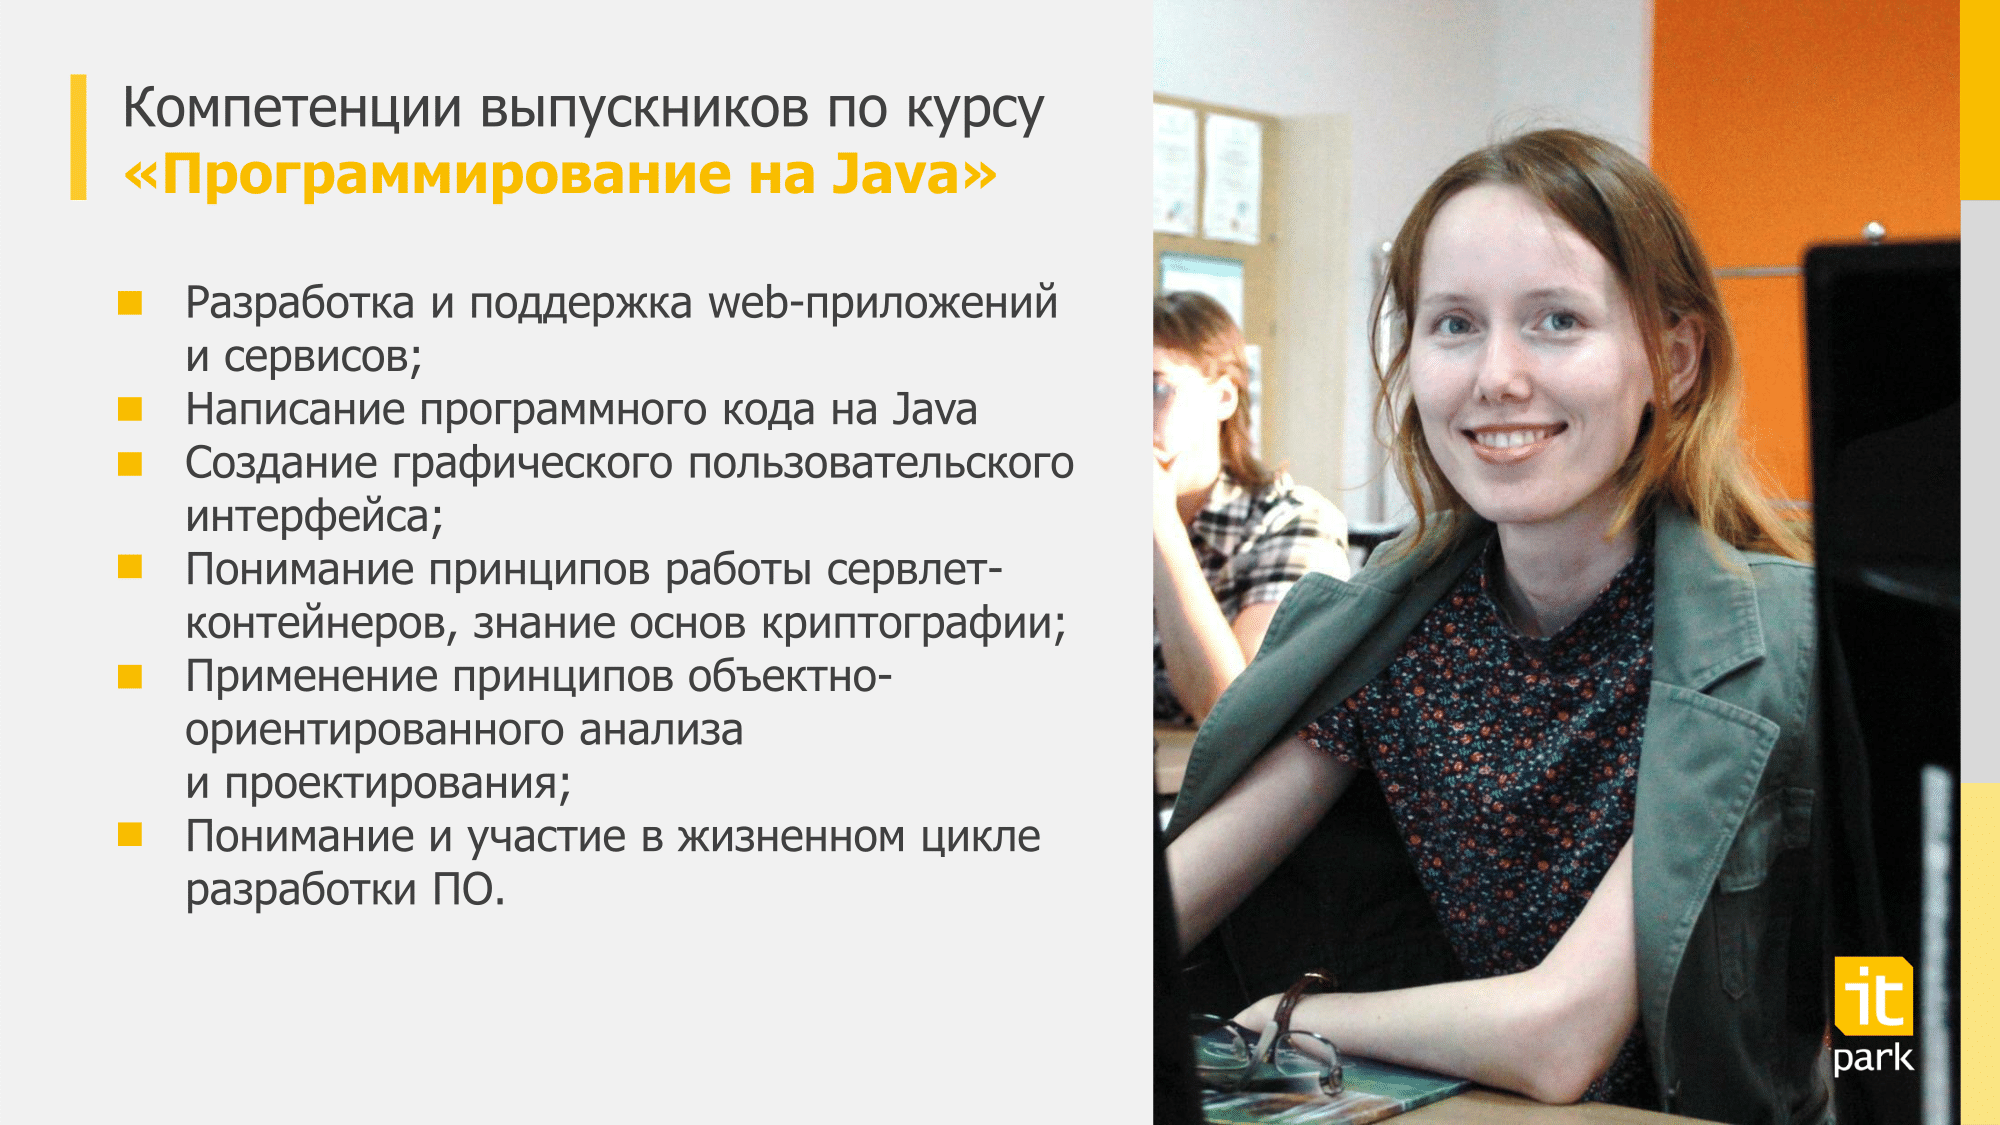 Компетенции выпускников по курсу
«Программирование на Java»
Разработка и поддержка web-приложений
и сервисов;
Написание программного кода на Java
Создание графического пользовательского
интерфейса;
Понимание принципов работы сервлет-
контейнеров, знание основ криптографии;
Применение принципов объектно-
ориентированного анализа
и проектирования;
Понимание и участие в жизненном цикле
разработки ПО.
it
park